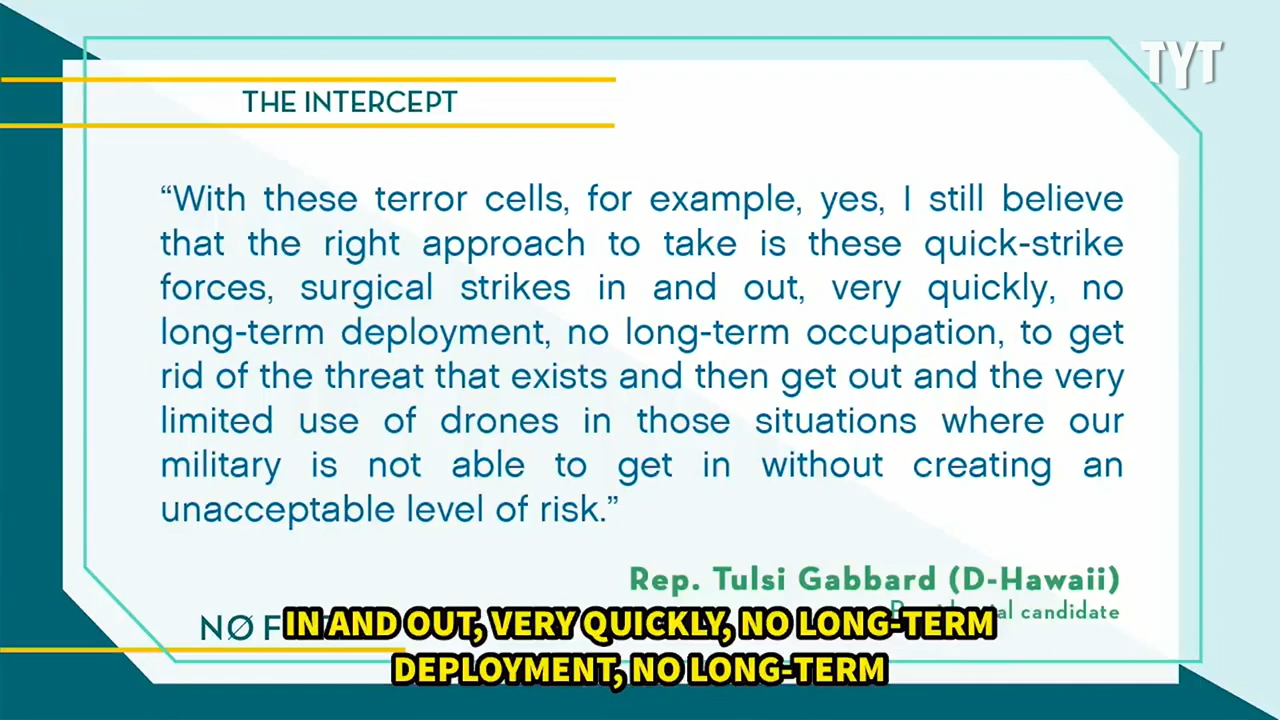 TYT
THE INTERCEPT
“With these terror cells, for example, yes, I still believe
that the right approach to take is these quick-strike
forces, surgical strikes in and out, very quickly, no
long-term deployment, no long-term occupation, to get
rid of the threat that exists and then get out and the very
limited use of drones in those situations where our
military is not able to get in without creating an
unacceptable level of risk.”
Rep. Tulsi Gabbard (D-Hawaii)
candidate
NØ
IN AND OUT, VERY QUICKLY, NO LONG-TERM
DEPLOYMENT, NO LONG-TERM